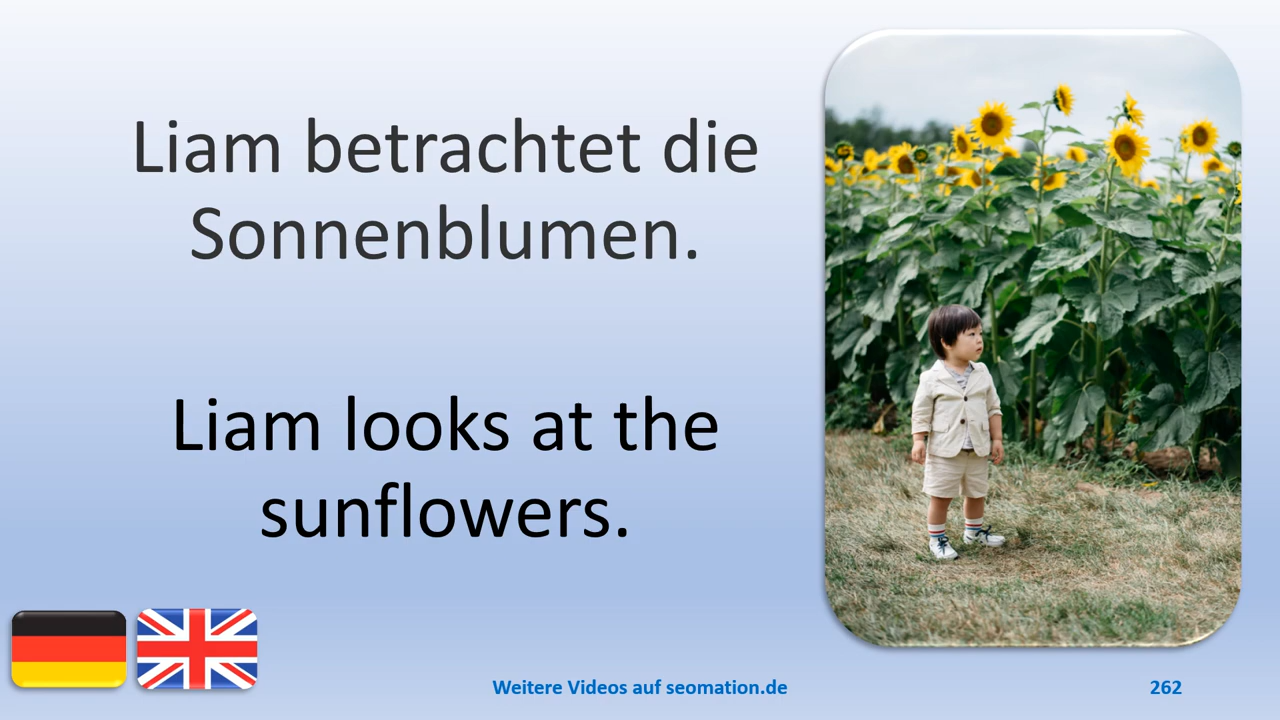 Liam betrachtet die
Sonnenblumen.
Liam looks at the
sunflowers.
Weitere Videos auf seomation.de
262